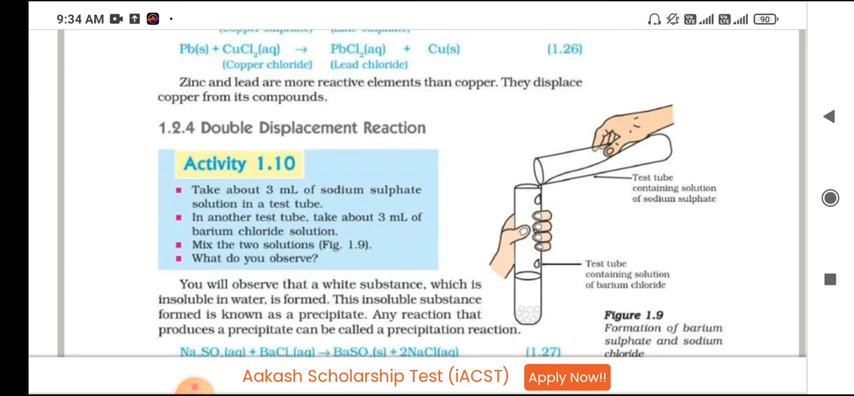 9:34 AM
90
(Copper sulphate) (Zinc sulphate)
Pb(s) + CuCl₂(aq) → PbCl₂(aq) + Cu(s) (1.26)
(Copper chloride) (Lead chloride)
Zinc and lead are more reactive elements than copper. They displace
copper from its compounds.
1.2.4 Double Displacement Reaction
Activity 1.10
■ Take about 3 mL of sodium sulphate
solution in a test tube.
■ In another test tube, take about 3 mL of
barium chloride solution.
■ Mix the two solutions (Fig. 1.9).
■ What do you observe?
Test tube
containing solution
of sodium sulphate
Test tube
containing solution
of barium chloride
You will observe that a white substance, which is
insoluble in water, is formed. This insoluble substance
formed is known as a precipitate. Any reaction that
produces a precipitate can be called a precipitation reaction.
Figure 1.9
Formation of barium
sulphate and sodium
chloride
Na₂SO₄(aq) + BaCl₂(aq) → BaSO₄(s) + 2NaCl(aq) (1.27)
Aakash Scholarship Test (iACST) Apply Now!!